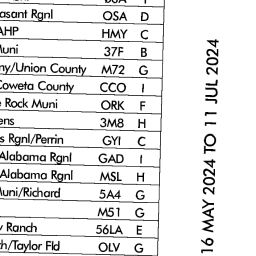 asant Rgnl OSA D
AHP HMY C
Muni 37F B
ny/Union County M72 G
Coweta County CCO I
e Rock Muni ORK F
ens 3M8 H
s Rgnl/Perrin GYI C
Alabama Rgnl GAD I
Alabama Rgnl MSL H
Muni/Richard 5A4 G
M51 G
y Ranch 56LA E
h/Taylor Fld OLV G
16 MAY 2024 TO 11 JUL 2024